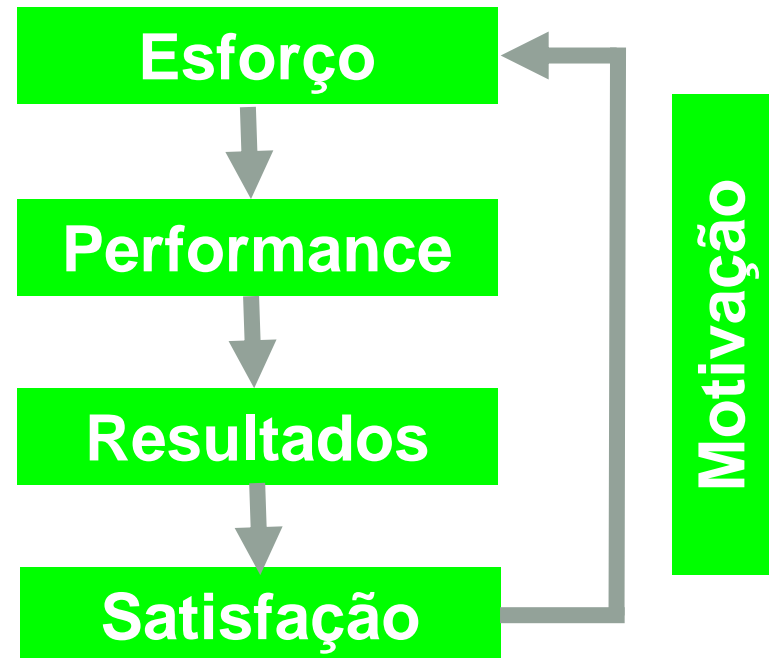 Esforço
Performance
Resultados
Satisfação
Motivação